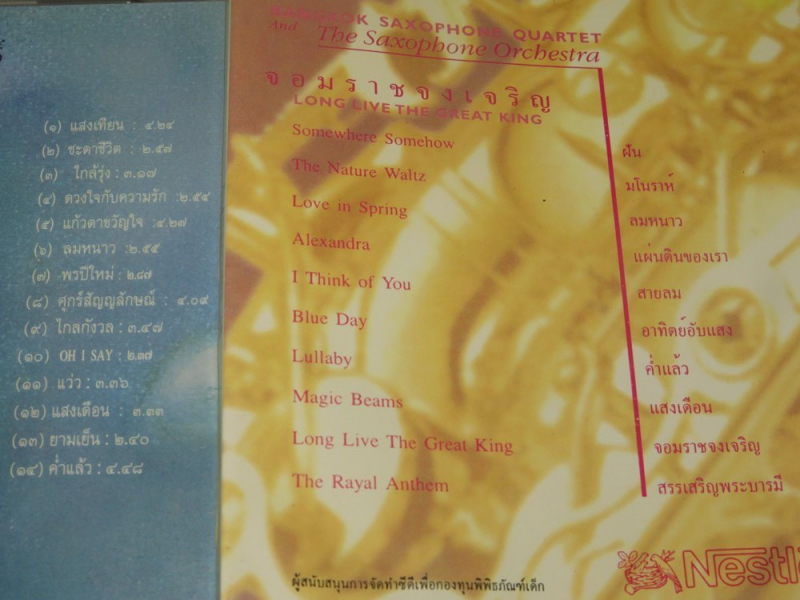 (๑) แสงเทียน : ๔.๒๔
(๒) ชะตาชีวิต : ๒.๕๗
(๓) ใกล้รุ่ง : ๓.๑๗
(๔) ดวงใจกับความรัก :๒.๕๔
(๕) แก้วตาขวัญใจ :๔.๒๗
(๖) ลมหนาว : ๒.๕๕
(๗) พรปีใหม่ : ๒.๘๗
(๘) ศุกร์สัญญลักษณ์ : ๔.๐๙
(๙) ไกลกังวล : ๓.๔๗
(๑๐) OH I SAY : ๒.๓๗
(๑๑) แว่ว : ๓.๓๖
(๑๒) แสงเดือน : ๓.๓๓
(๑๓) ยามเย็น : ๒.๔๐
(๑๔) ค่ำแล้ว : ๔.๔๘
BANGKOK SAXOPHONE QUARTET
And The Saxophone Orchestra
จอมราชจงเจริญ
LONG LIVE THE GREAT KING
Somewhere Somehow ฝัน
The Nature Waltz มโนราห์
Love in Spring ลมหนาว
Alexandra แผ่นดินของเรา
I Think of You สายลม
Blue Day อาทิตย์อับแสง
Lullaby ค่ำแล้ว
Magic Beams แสงเดือน
Long Live The Great King จอมราชจงเจริญ
The Rayal Anthem สรรเสริญพระบารมี
ผู้สนับสนุนการจัดทำซีดีเพื่อกองทุนพิพิธภัณฑ์เด็ก